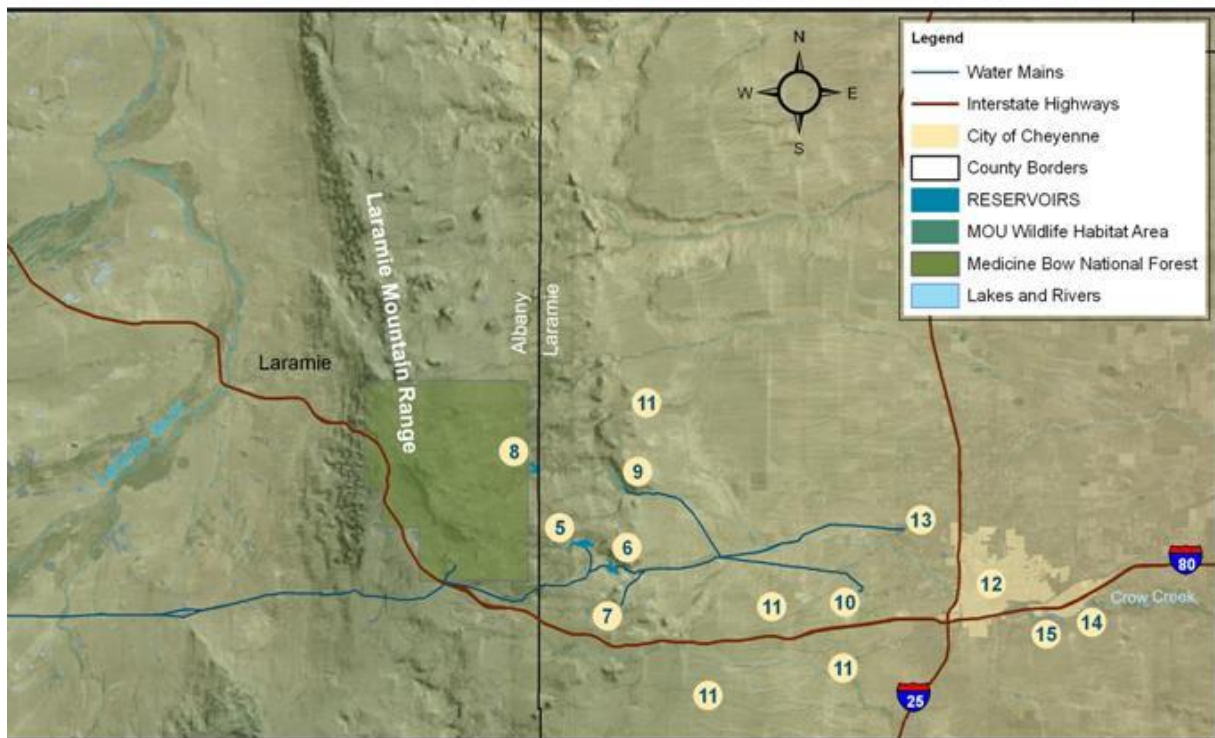 Legend
Water Mains
Interstate Highways
City of Cheyenne
County Borders
RESERVOIRS
MOU Wildlife Habitat Area
Medicine Bow National Forest
Lakes and Rivers
N
W E
S
Laramie Mountain Range
Albany
Laramie
Laramie
11
8
9
5
6
13
7
11
10
12
80
Crow Creek
14
15
11
11
25